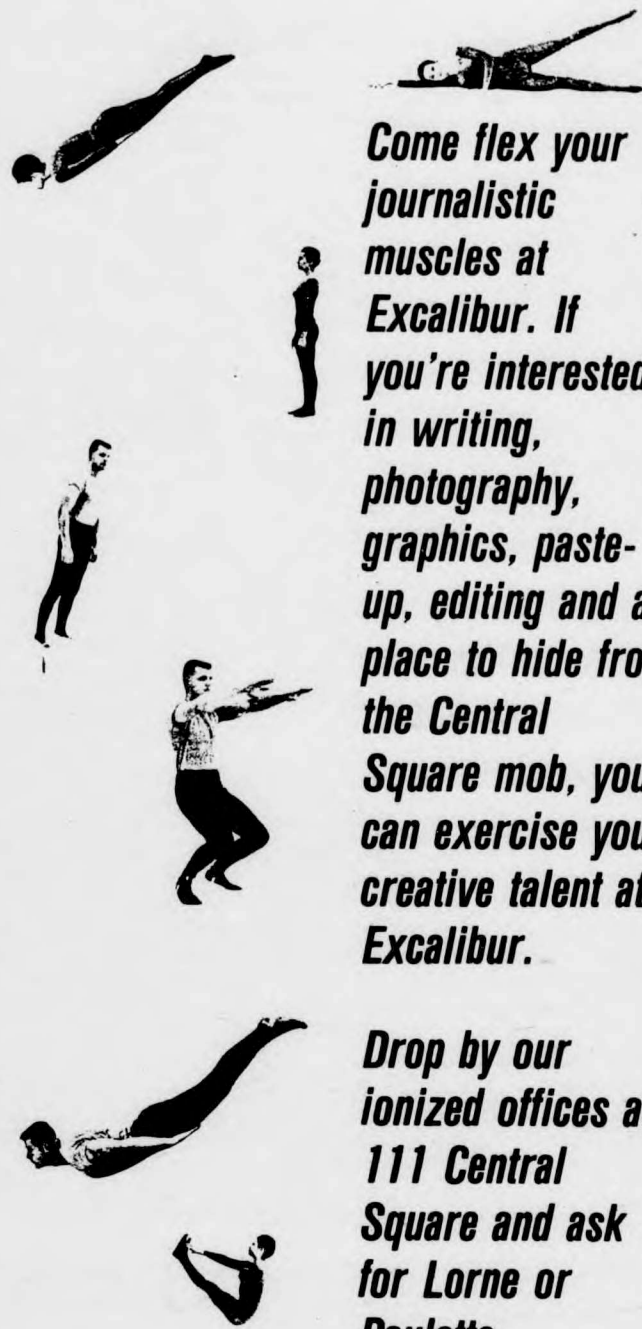 Come flex your
journalistic
muscles at
Excalibur. If
you're interested
in writing,
photography,
graphics, paste-
up, editing and a
place to hide fro
the Central
Square mob, you
can exercise you
creative talent at
Excalibur.
Drop by our
ionized offices a
111 Central
Square and ask
for Lorne or